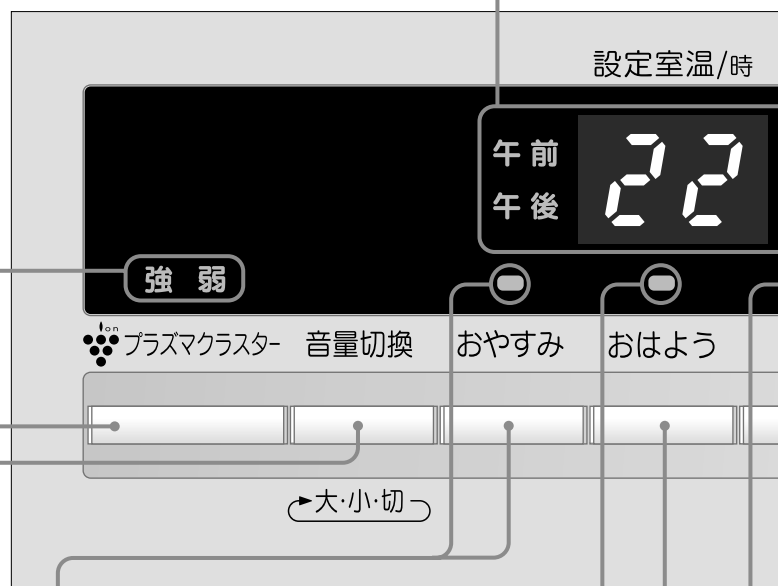 設定室温/時
午前 22
午後
強 弱
ion プラズマクラスター 音量切換 おやすみ おはよう
大・小・切